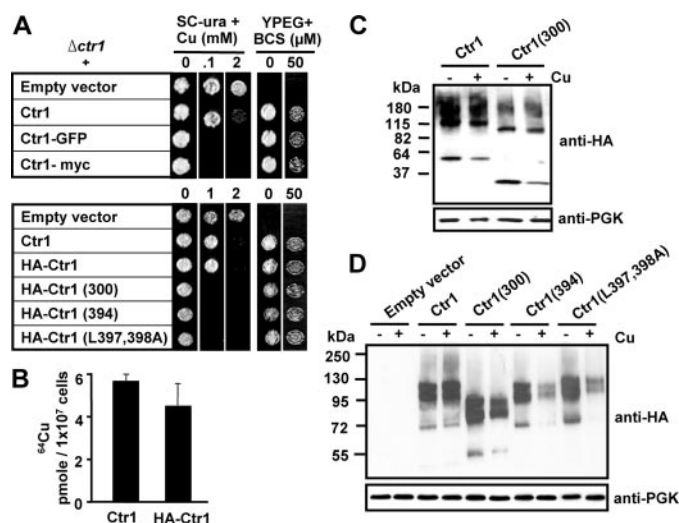 A
Δctr1
+
SC-ura +
Cu (mM)
YPEG+
BCS (µM)
0 .1 2 0 50
Empty vector
Ctr1
Ctr1-GFP
Ctr1- myc
0 1 2 0 50
Empty vector
Ctr1
HA-Ctr1
HA-Ctr1 (300)
HA-Ctr1 (394)
HA-Ctr1 (L397,398A)
B
64Cu
pmole / 1x10⁷ cells
6
4
2
0
Ctr1 HA-Ctr1
C
Ctr1 Ctr1(300)
- + - + Cu
kDa
180
115
82
64
37
anti-HA
anti-PGK
D
Empty vector Ctr1 Ctr1(300) Ctr1(394) Ctr1(L397,398A)
kDa - + - + - + - + - + Cu
250
130
95
72
55
anti-HA
anti-PGK